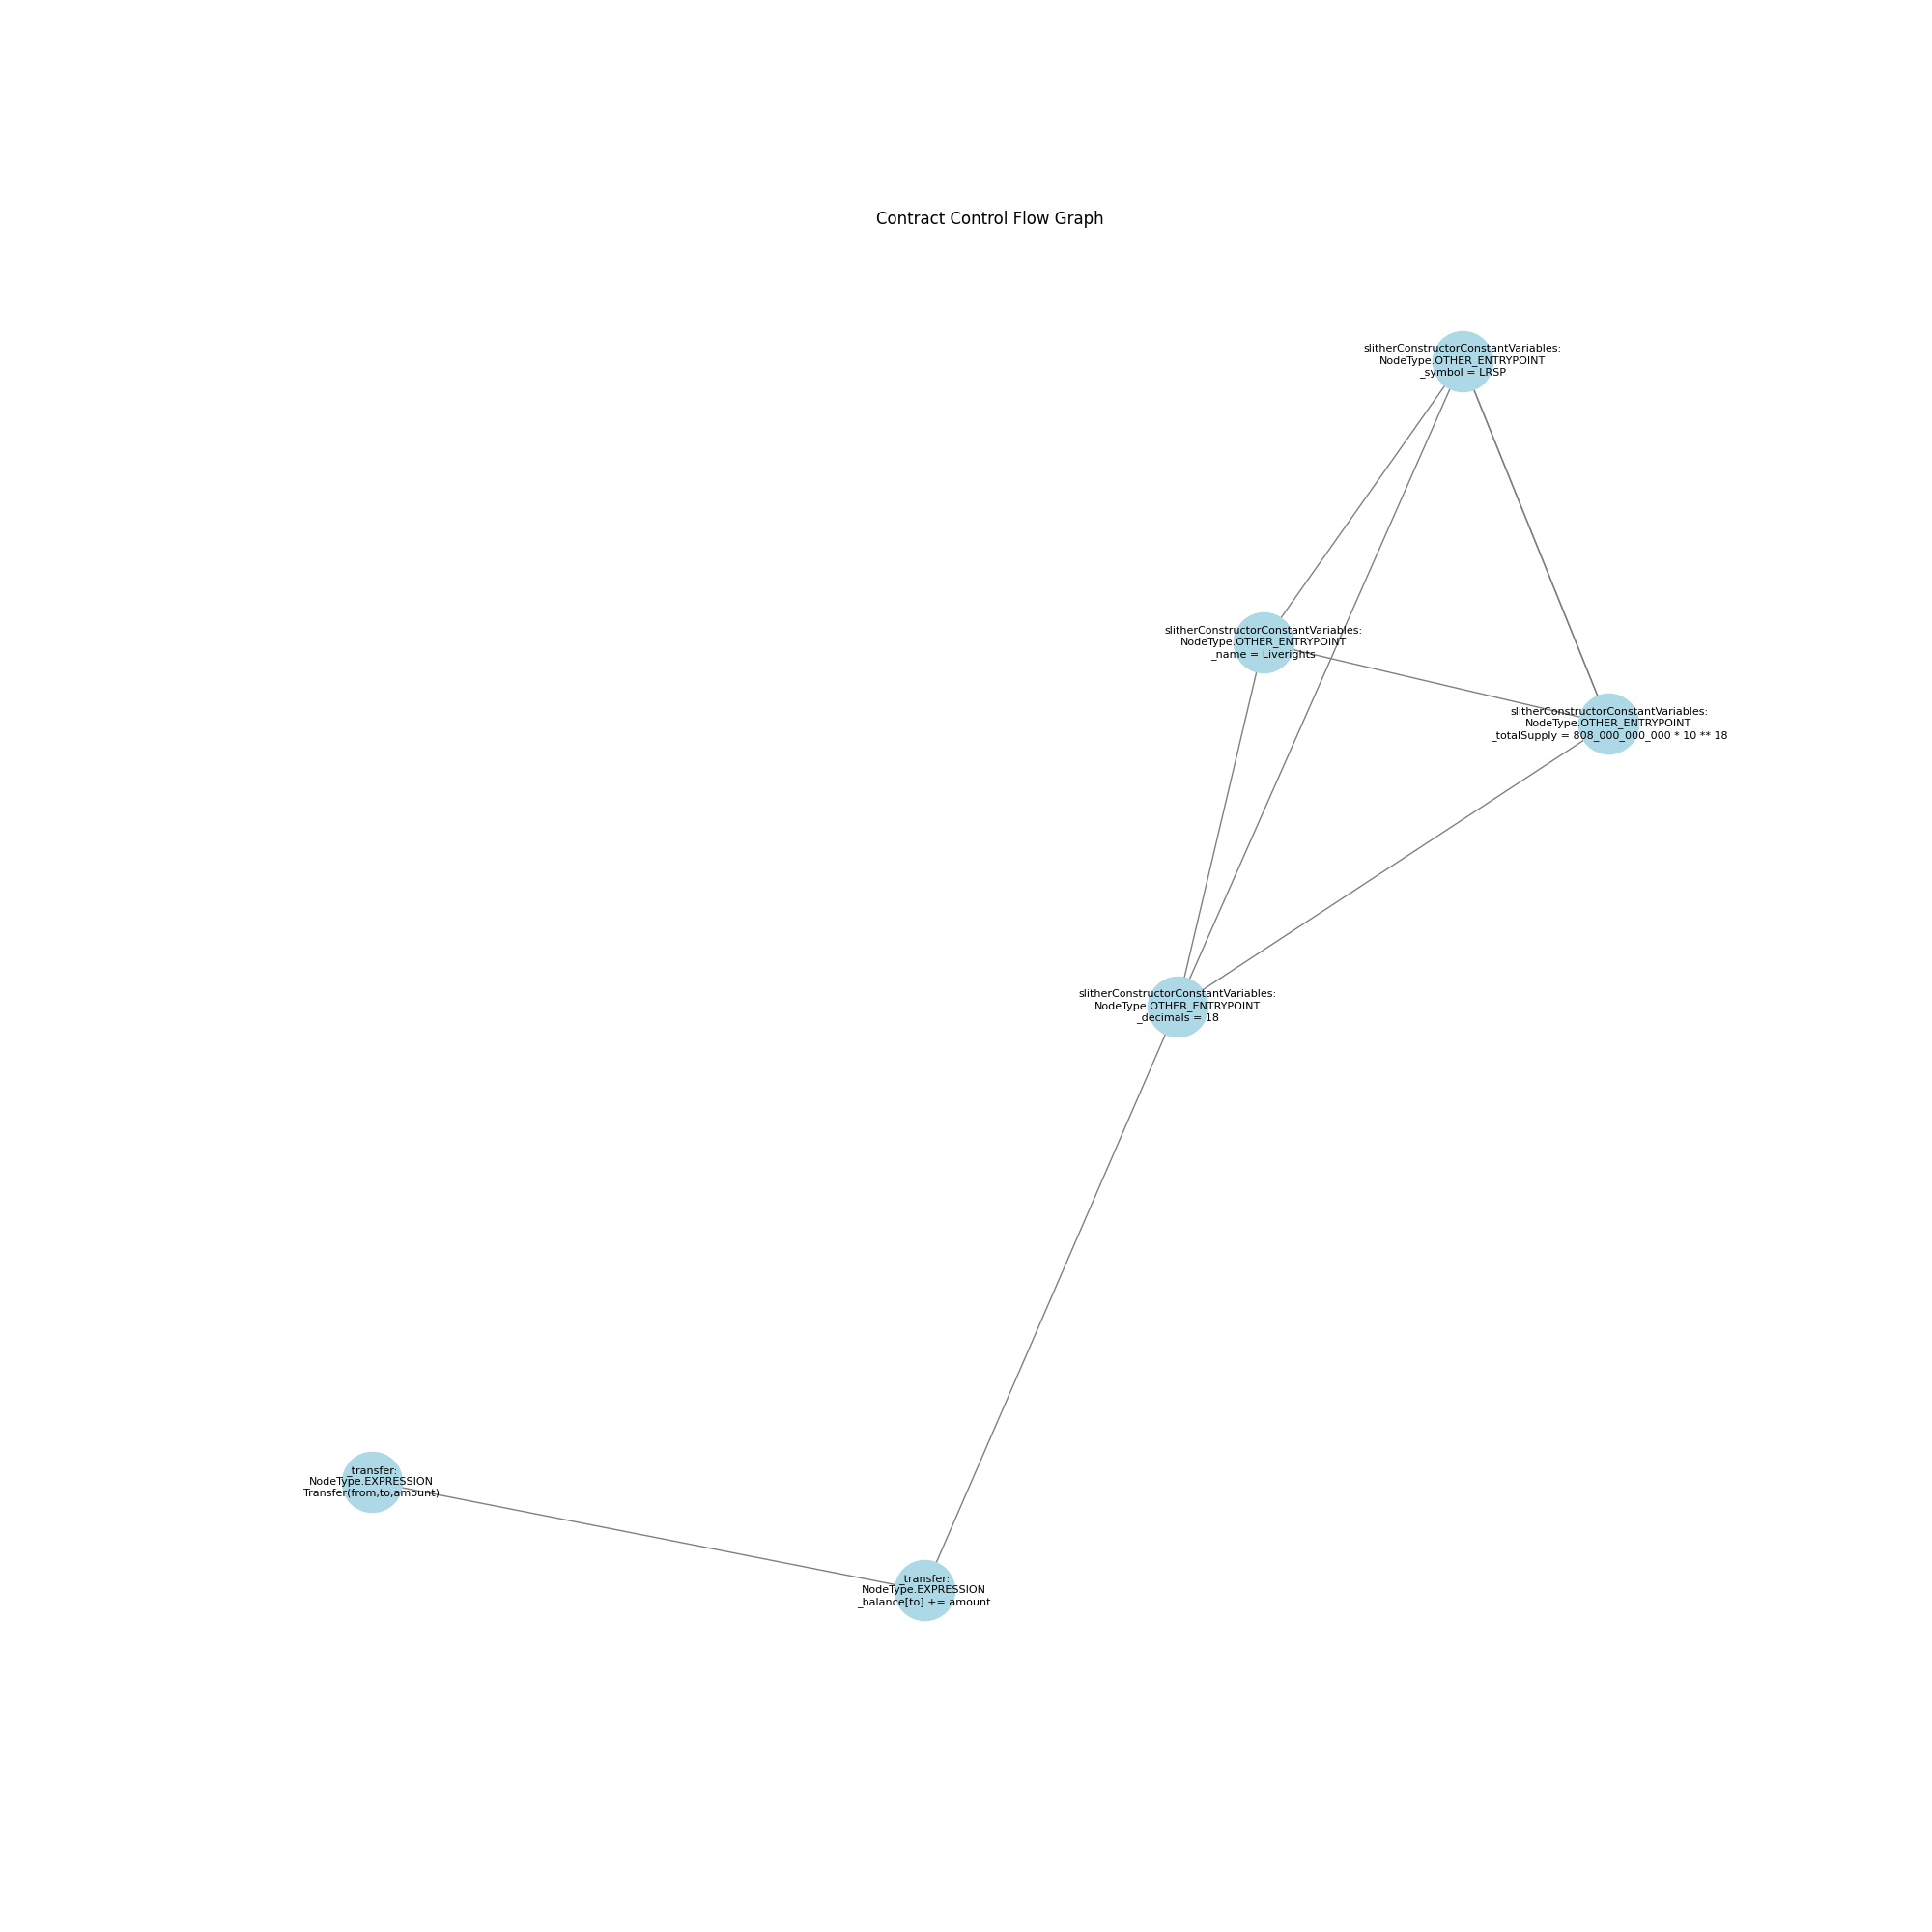 Contract Control Flow Graph
slitherConstructorConstantVariables:
NodeType.OTHER_ENTRYPOINT
_symbol = LRSP
slitherConstructorConstantVariables:
NodeType.OTHER_ENTRYPOINT
_name = Liverights
slitherConstructorConstantVariables:
NodeType.OTHER_ENTRYPOINT
_totalSupply = 808_000_000_000 * 10 ** 18
slitherConstructorConstantVariables:
NodeType.OTHER_ENTRYPOINT
_decimals = 18
_transfer:
NodeType.EXPRESSION
Transfer(from,to,amount)
_transfer:
NodeType.EXPRESSION
_balance[to] += amount